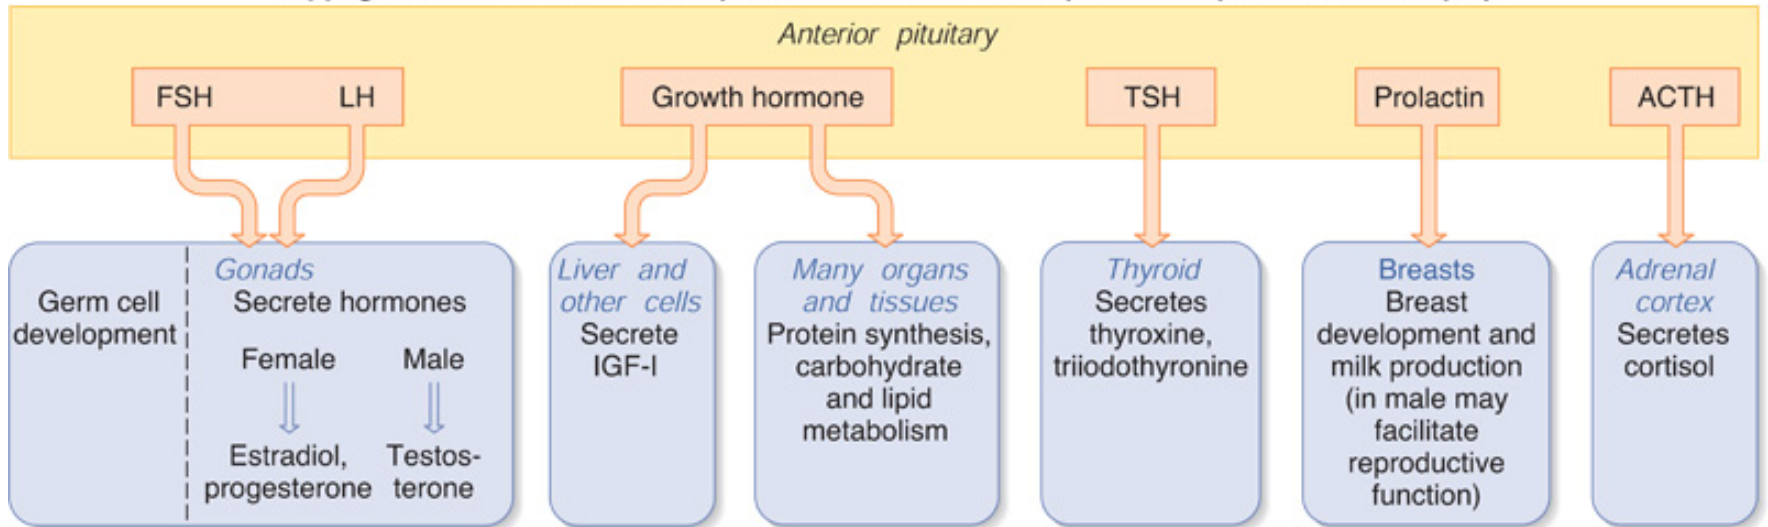 Anterior pituitary
FSH LH
Growth hormone
TSH
Prolactin
ACTH
Germ cell
development
Gonads
Secrete hormones
Female
Male
Estradiol,
progesterone
Testos-
terone
Liver and
other cells
Secrete
IGF-I
Many organs
and tissues
Protein synthesis,
carbohydrate
and lipid
metabolism
Thyroid
Secretes
thyroxine,
triiodothyronine
Breasts
Breast
development and
milk production
(in male may
facilitate
reproductive
function)
Adrenal
cortex
Secretes
cortisol